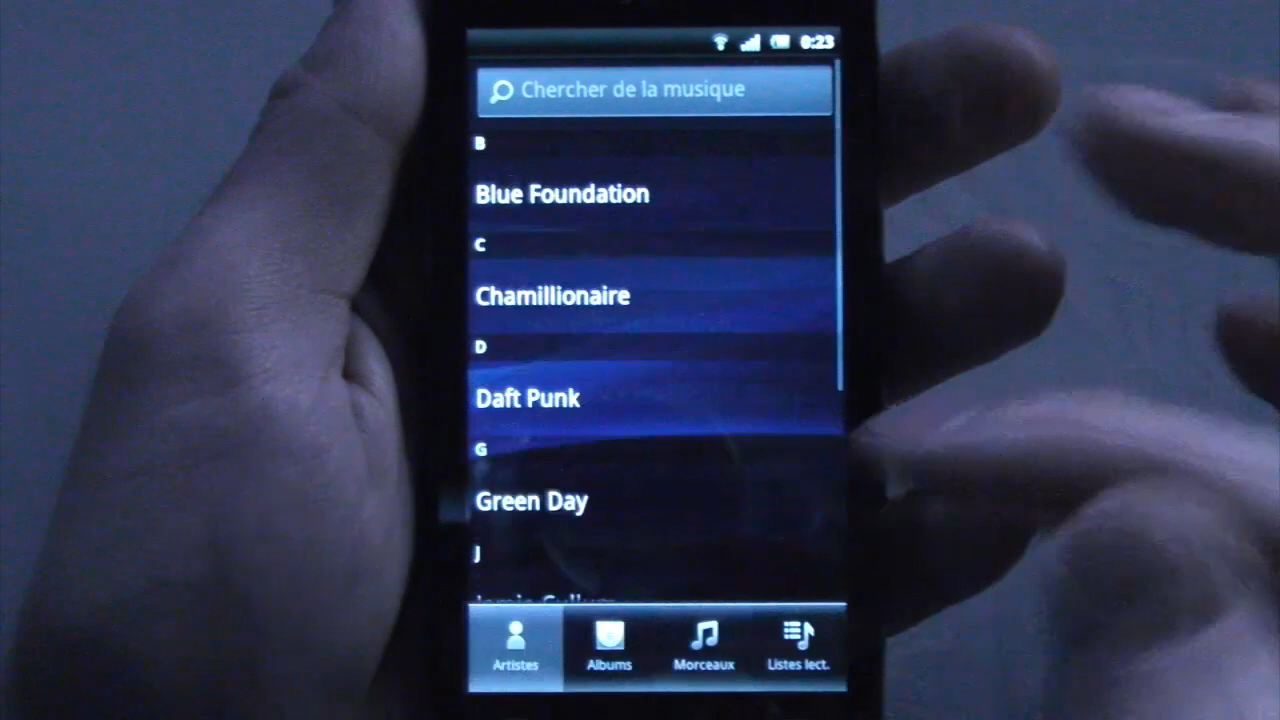 0:23
Chercher de la musique
B
Blue Foundation
C
Chamillionaire
D
Daft Punk
G
Green Day
J
Artistes
Albums
Morceaux
Listes lect.